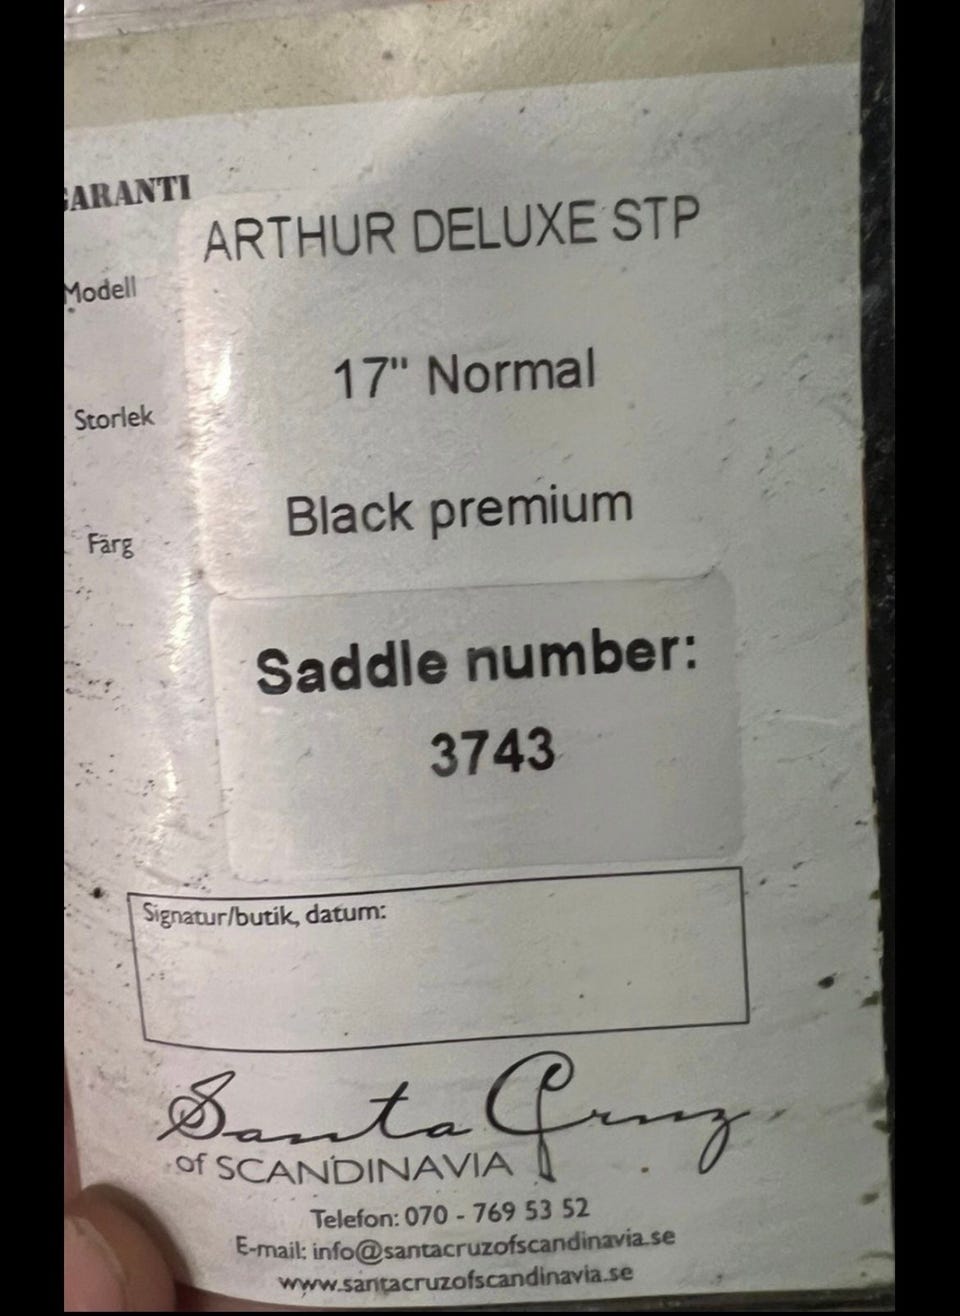 GARANTI
ARTHUR DELUXE STP
Modell
17" Normal
Storlek
Black premium
Färg
Saddle number:
3743
Signatur/butik, datum:
Santa Cruz
of SCANDINAVIA
Telefon: 070 - 769 53 52
E-mail: info@santacruzofscandinavia.se
www.santacruzofscandinavia.se